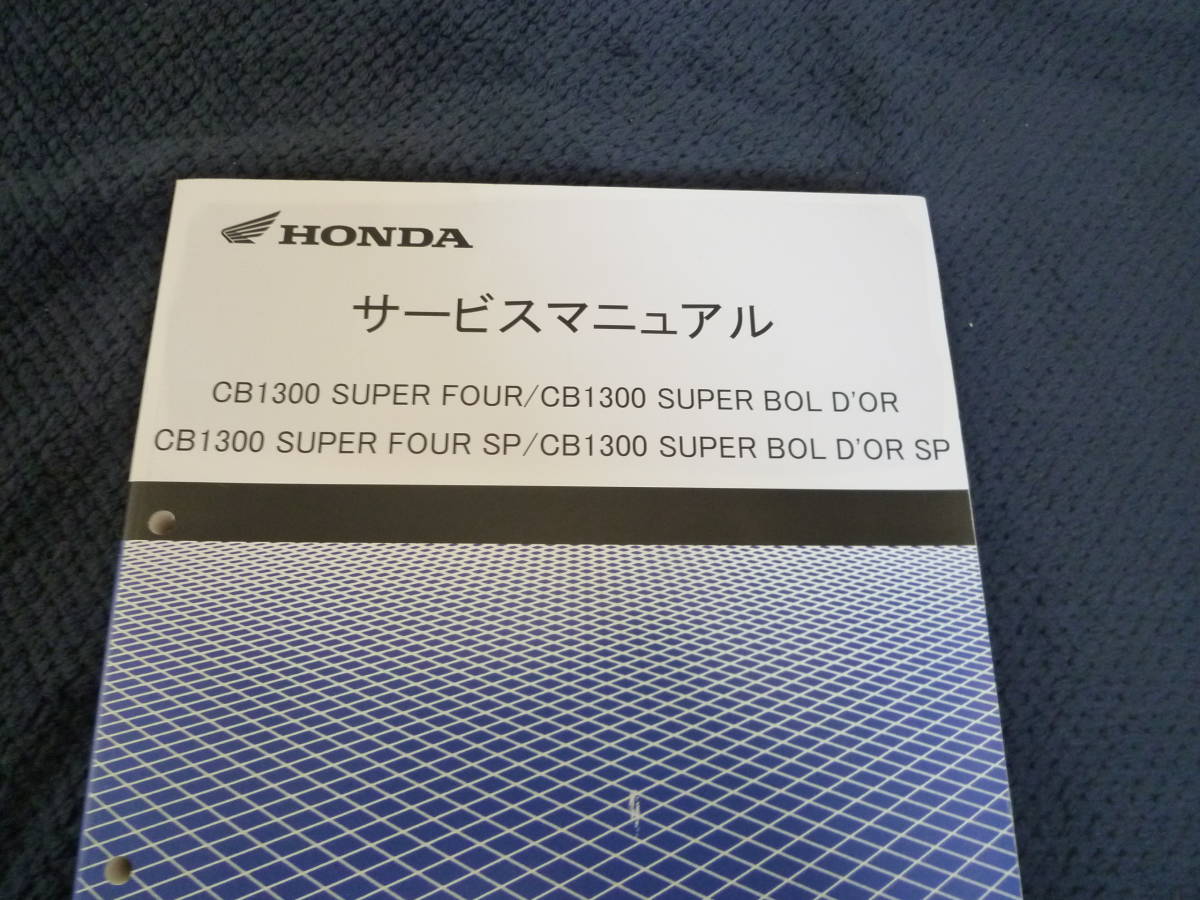 HONDA
サービスマニュアル
CB1300 SUPER FOUR/CB1300 SUPER BOL D'OR
CB1300 SUPER FOUR SP/CB1300 SUPER BOL D'OR SP